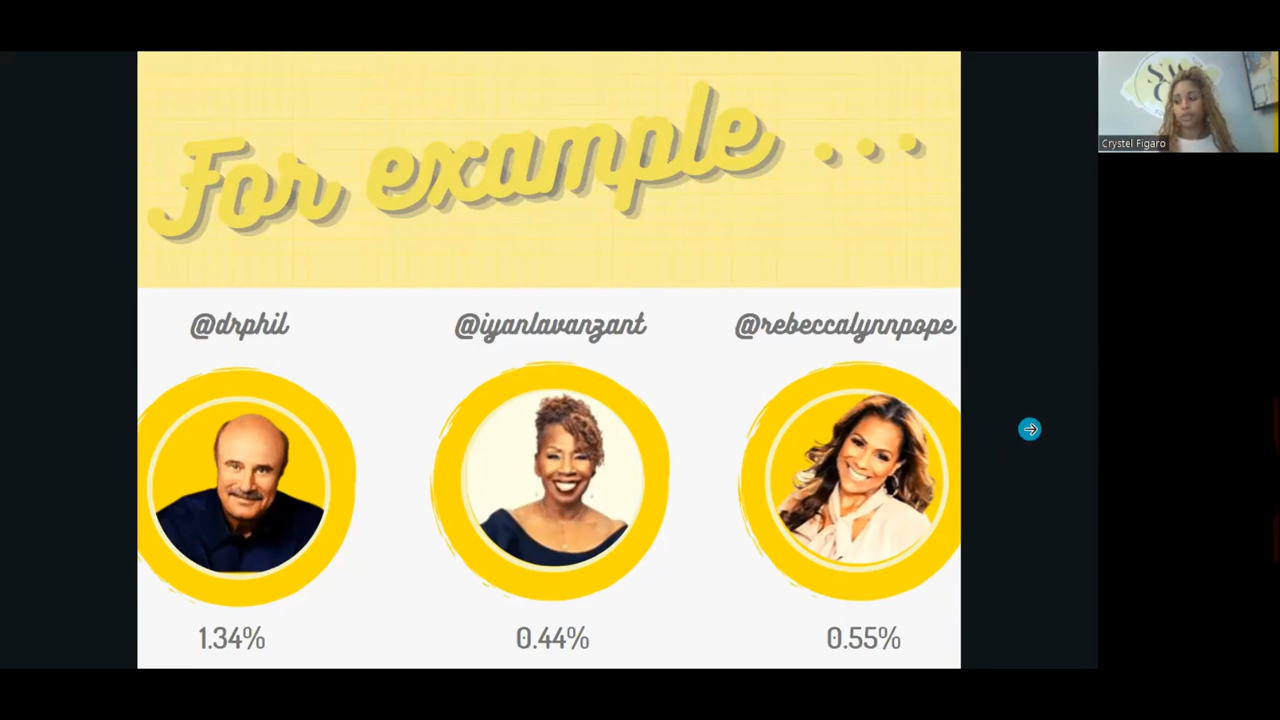 For example ...
@drphil
@iyanlavanzant
@rebeccalynnpope
1.34%
0.44%
0.55%
Crystel Figaro